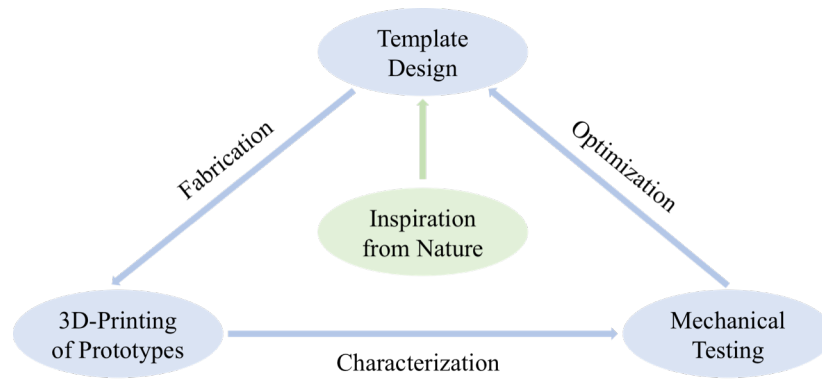 Template
Design
Fabrication
Optimization
Inspiration
from Nature
3D-Printing
of Prototypes
Mechanical
Testing
Characterization